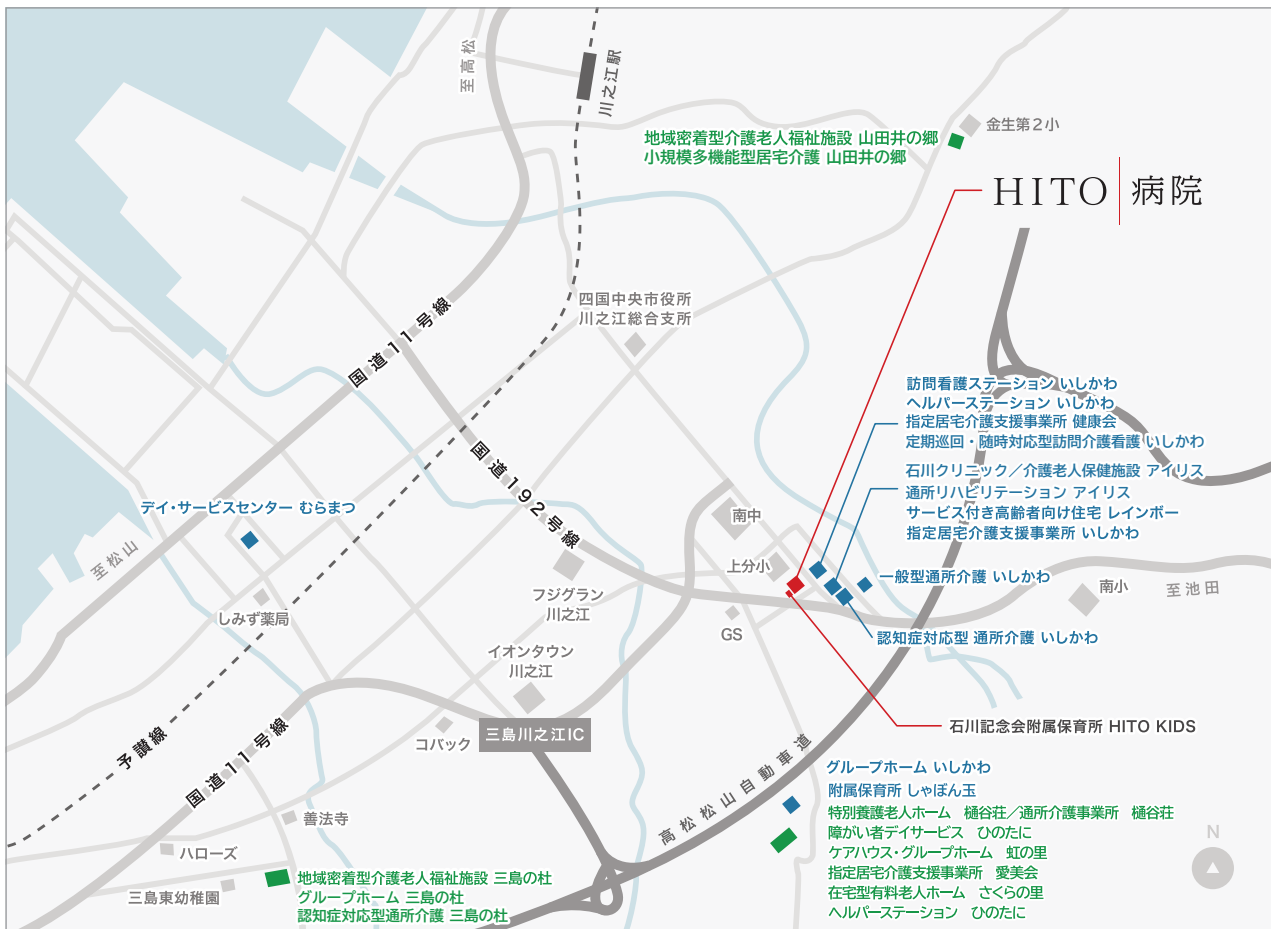 至高松
川之江駅
金生第2小
地域密着型介護老人福祉施設 山田井の郷
小規模多機能型居宅介護 山田井の郷
HITO 病院
四国中央市役所
川之江総合支所
国道11号線
訪問看護ステーション いしかわ
ヘルパーステーション いしかわ
指定居宅介護支援事業所 健康会
定期巡回・随時対応型訪問介護看護 いしかわ
石川クリニック／介護老人保健施設 アイリス
通所リハビリテーション アイリス
サービス付き高齢者向け住宅 レインボー
指定居宅介護支援事業所 いしかわ
国道192号線
デイ・サービスセンター むらまつ
南中
至松山
上分小
一般型通所介護 いしかわ
南小
至池田
フジグラン
川之江
しみず薬局
GS
認知症対応型 通所介護 いしかわ
イオンタウン
川之江
石川記念会附属保育所 HITO KIDS
三島川之江IC
コバック
予讃線
国道11号線
高松松山自動車道
グループホーム いしかわ
附属保育所 しゃぼん玉
特別養護老人ホーム　樋谷荘／通所介護事業所　樋谷荘
障がい者デイサービス　ひのたに
ケアハウス・グループホーム　虹の里
指定居宅介護支援事業所　愛美会
在宅型有料老人ホーム　さくらの里
ヘルパーステーション　ひのたに
N
善法寺
ハローズ
三島東幼稚園
地域密着型介護老人福祉施設 三島の杜
グループホーム 三島の杜
認知症対応型通所介護 三島の杜